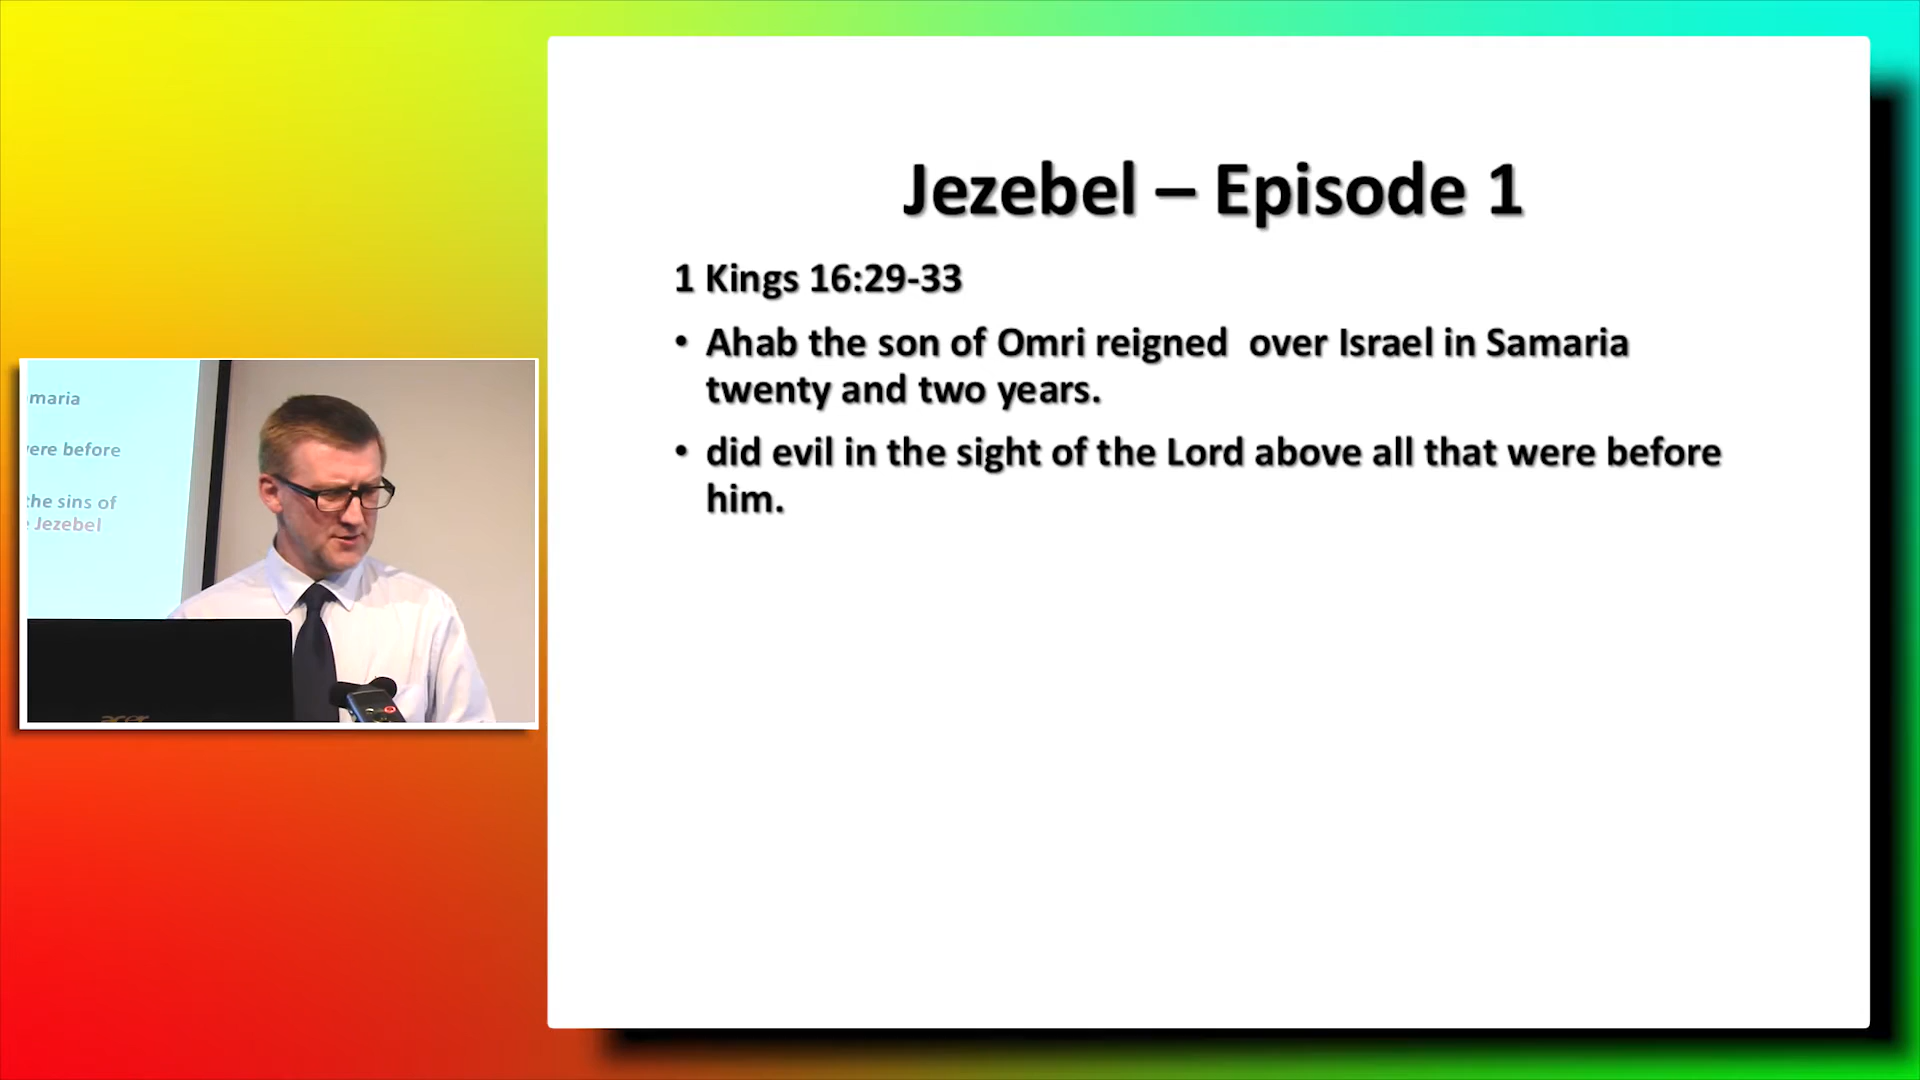 Jezebel – Episode 1
1 Kings 16:29-33
• Ahab the son of Omri reigned  over Israel in Samaria
twenty and two years.
• did evil in the sight of the Lord above all that were before
him.
maria
ere before
the sins of
Jezebel
acer